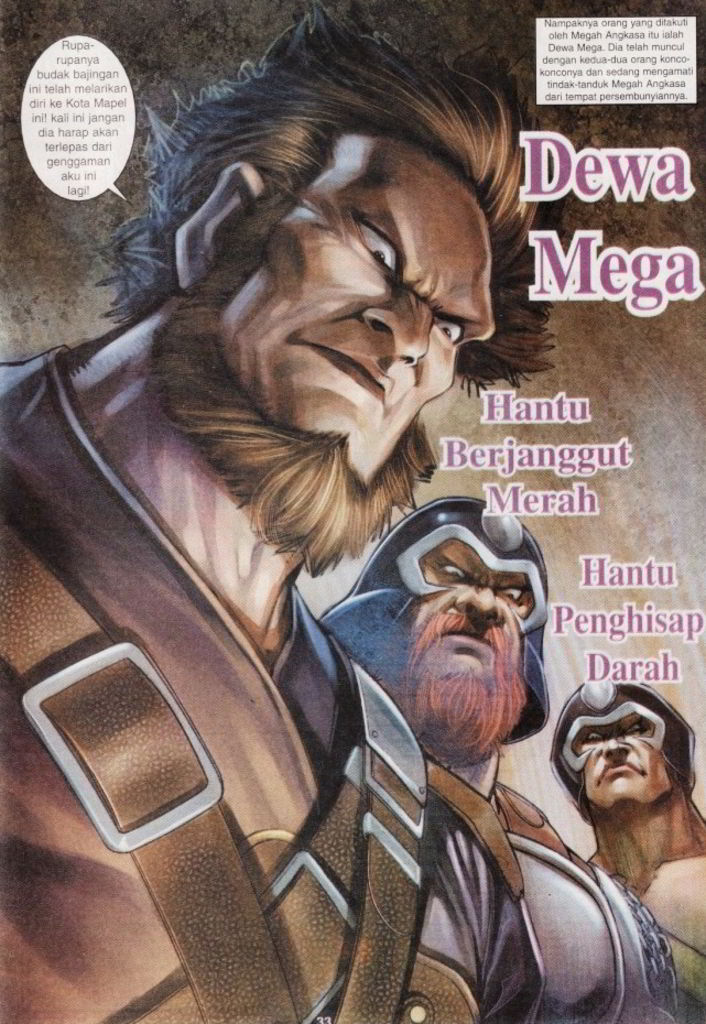 Rupa-
rupanya
budak bajingan
ini telah melarikan
diri ke Kota Mapel
ini! kali ini jangan
dia harap akan
terlepas dari
genggaman
aku ini
lagi!
Nampaknya orang yang ditakuti
oleh Megah Angkasa itu ialah
Dewa Mega. Dia telah muncul
dengan kedua-dua orang konco-
konconya dan sedang mengamati
tindak-tanduk Megah Angkasa
dari tempat persembunyiannya.
Dewa
Mega
Hantu
Berjanggut
Merah
Hantu
Penghisap
Darah
33